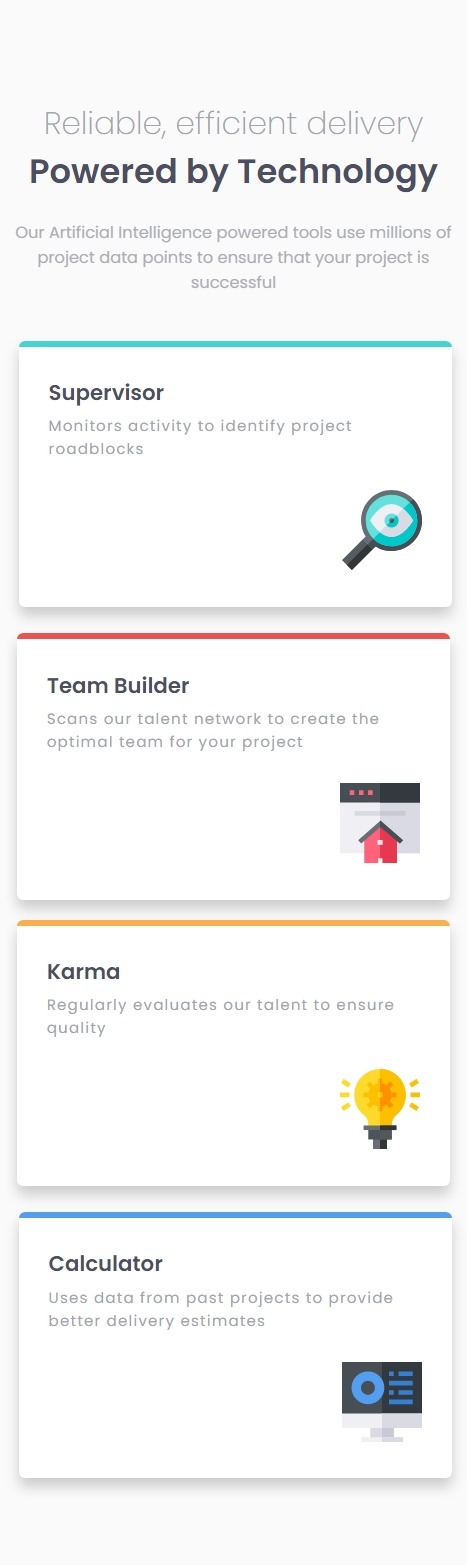 Reliable, efficient delivery
Powered by Technology
Our Artificial Intelligence powered tools use millions of
project data points to ensure that your project is
successful
Supervisor
Monitors activity to identify project
roadblocks
Team Builder
Scans our talent network to create the
optimal team for your project
Karma
Regularly evaluates our talent to ensure
quality
Calculator
Uses data from past projects to provide
better delivery estimates